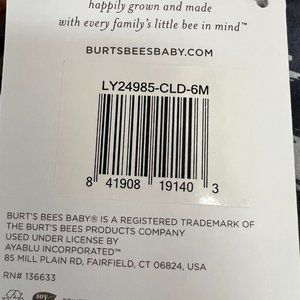 happily grown and made
with every family's little bee in mind™
BURTSBEESBABY.COM
LY24985-CLD-6M
8 41908 19140 3
BURT'S BEES BABY® IS A REGISTERED TRADEMARK OF
THE BURT'S BEES PRODUCTS COMPANY
USED UNDER LICENSE BY
AYABLU INCORPORATED™
85 MILL PLAIN RD, FAIRFIELD, CT 06824, USA
RN# 136633
SOY